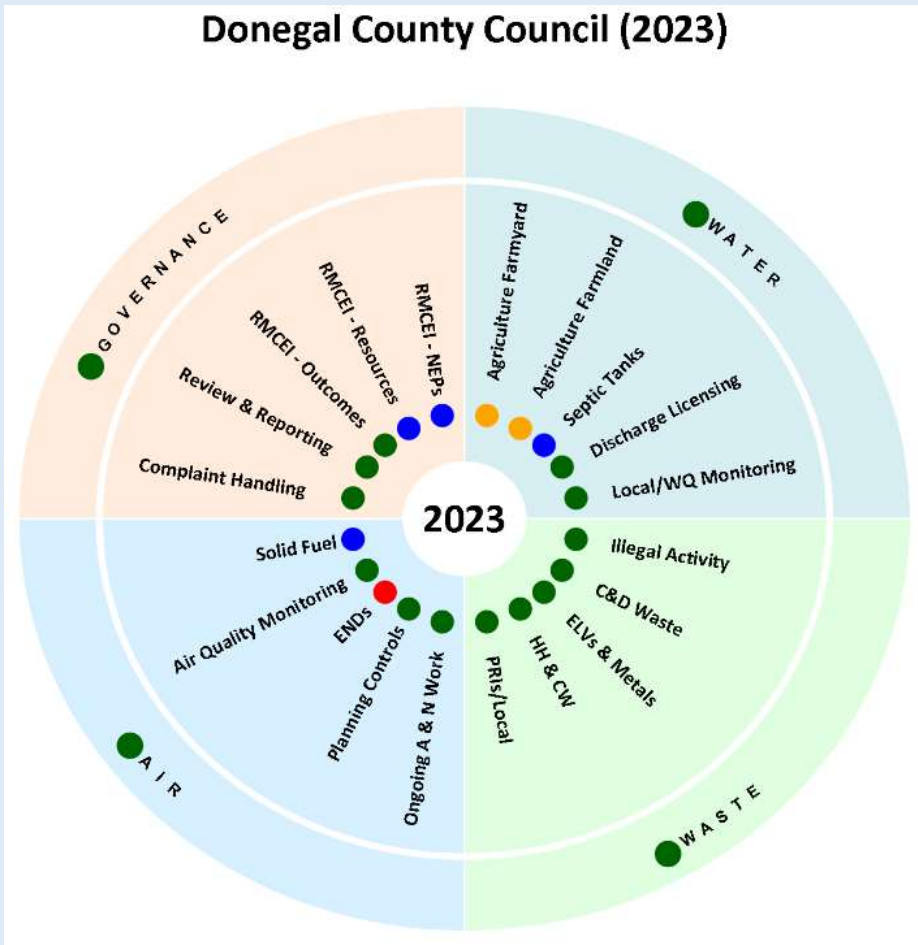 Donegal County Council (2023)
GOVERNANCE
WATER
RMCEI - NEPs
RMCEI - Resources
RMCEI - Outcomes
Review & Reporting
Complaint Handling
Agriculture Farmyard
Agriculture Farmland
Septic Tanks
Discharge Licensing
Local/WQ Monitoring
2023
Solid Fuel
Air Quality Monitoring
ENDs
Planning Controls
Ongoing A & N Work
Illegal Activity
C&D Waste
ELVs & Metals
HH & CW
PRIs/Local
AIR
WASTE